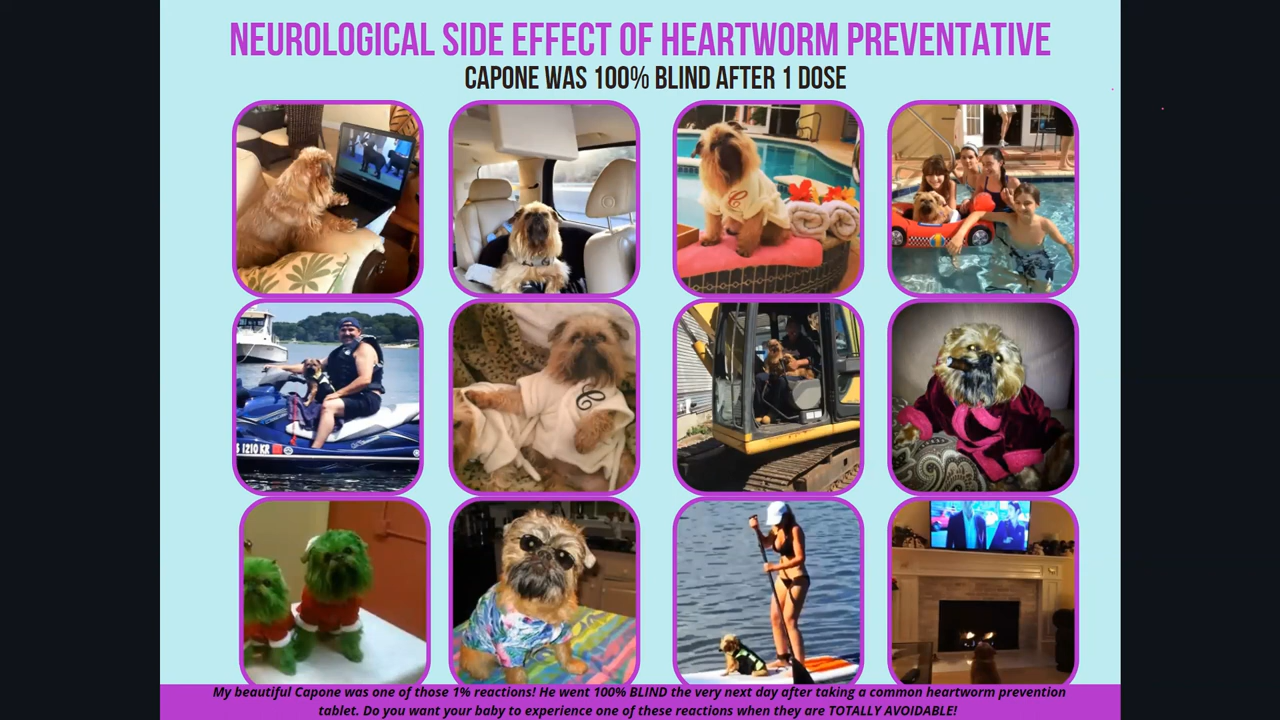 NEUROLOGICAL SIDE EFFECT OF HEARTWORM PREVENTATIVE
CAPONE WAS 100% BLIND AFTER 1 DOSE
C
S 1210 KR
C
My beautiful Capone was one of those 1% reactions! He went 100% BLIND the very next day after taking a common heartworm prevention
tablet. Do you want your baby to experience one of these reactions when they are TOTALLY AVOIDABLE!